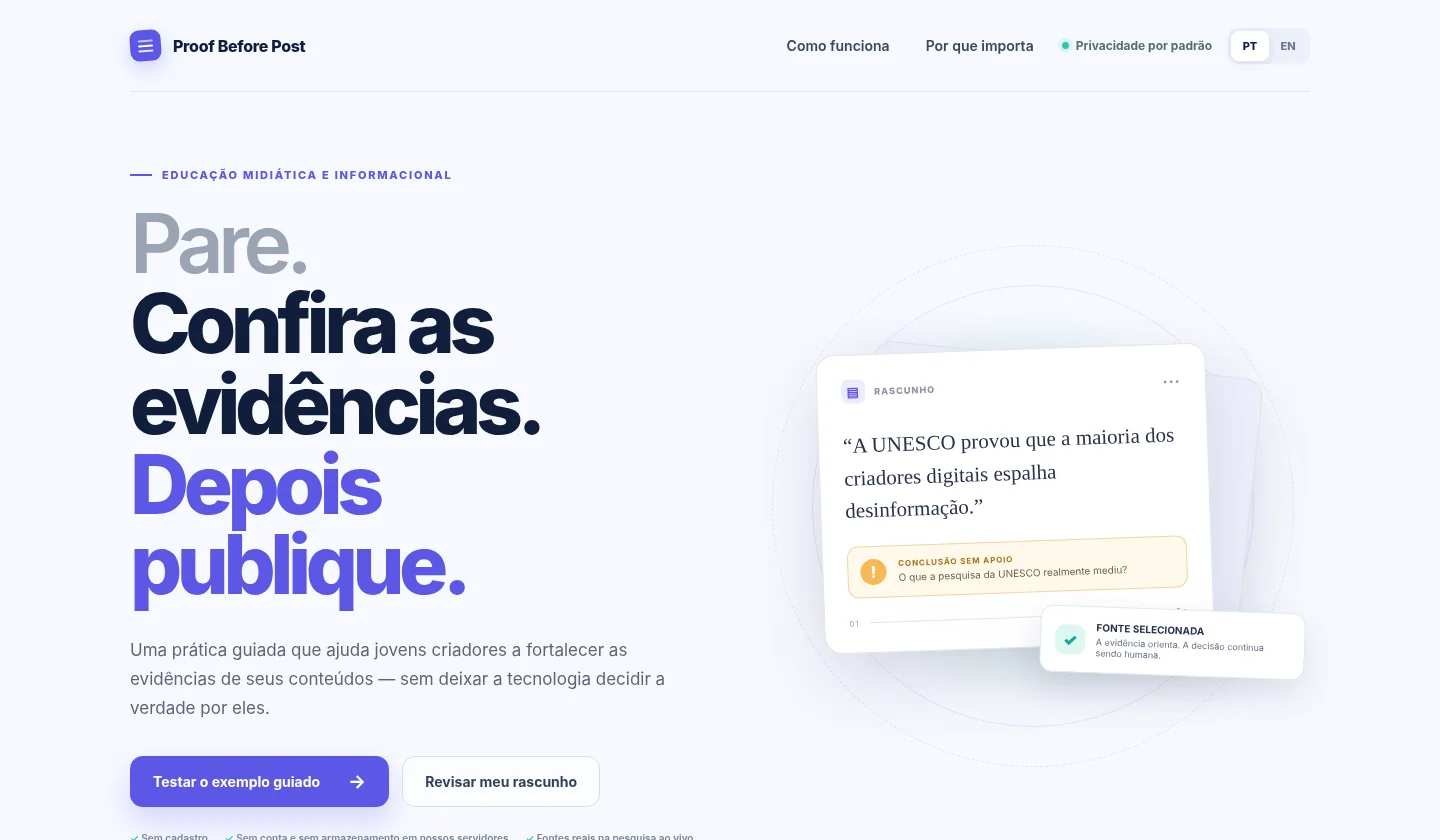 Proof Before Post
Como funciona
Por que importa
Privacidade por padrão
PT
EN
EDUCAÇÃO MIDIÁTICA E INFORMACIONAL
Pare.
Confira as
evidências.
Depois
publique.
Uma prática guiada que ajuda jovens criadores a fortalecer as
evidências de seus conteúdos — sem deixar a tecnologia decidir a
verdade por eles.
Testar o exemplo guiado
Revisar meu rascunho
Sem cadastro
Sem conta e sem armazenamento em nossos servidores
Fontes reais na pesquisa ao vivo
RASCUNHO
“A UNESCO provou que a maioria dos
criadores digitais espalha
desinformação.”
CONCLUSÃO SEM APOIO
O que a pesquisa da UNESCO realmente mediu?
01
FONTE SELECIONADA
A evidência orienta. A decisão continua
sendo humana.